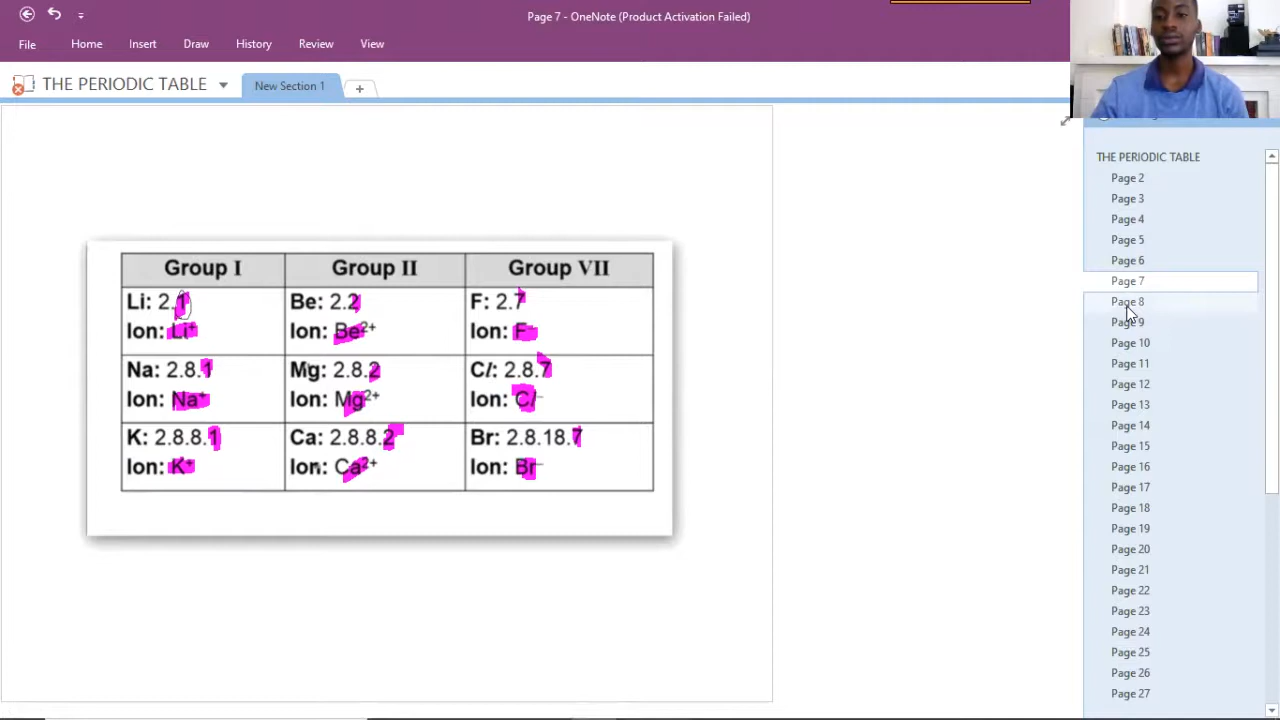 Page 7 - OneNote (Product Activation Failed)
File Home Insert Draw History Review View
THE PERIODIC TABLE New Section 1
Group I Group II Group VII
Li: 2.1 Be: 2.2 F: 2.7
Ion: Li⁺ Ion: Be²⁺ Ion: F⁻
Na: 2.8.1 Mg: 2.8.2 Cl: 2.8.7
Ion: Na⁺ Ion: Mg²⁺ Ion: Cl⁻
K: 2.8.8.1 Ca: 2.8.8.2 Br: 2.8.18.7
Ion: K⁺ Ion: Ca²⁺ Ion: Br⁻
THE PERIODIC TABLE
Page 2
Page 3
Page 4
Page 5
Page 6
Page 7
Page 8
Page 9
Page 10
Page 11
Page 12
Page 13
Page 14
Page 15
Page 16
Page 17
Page 18
Page 19
Page 20
Page 21
Page 22
Page 23
Page 24
Page 25
Page 26
Page 27